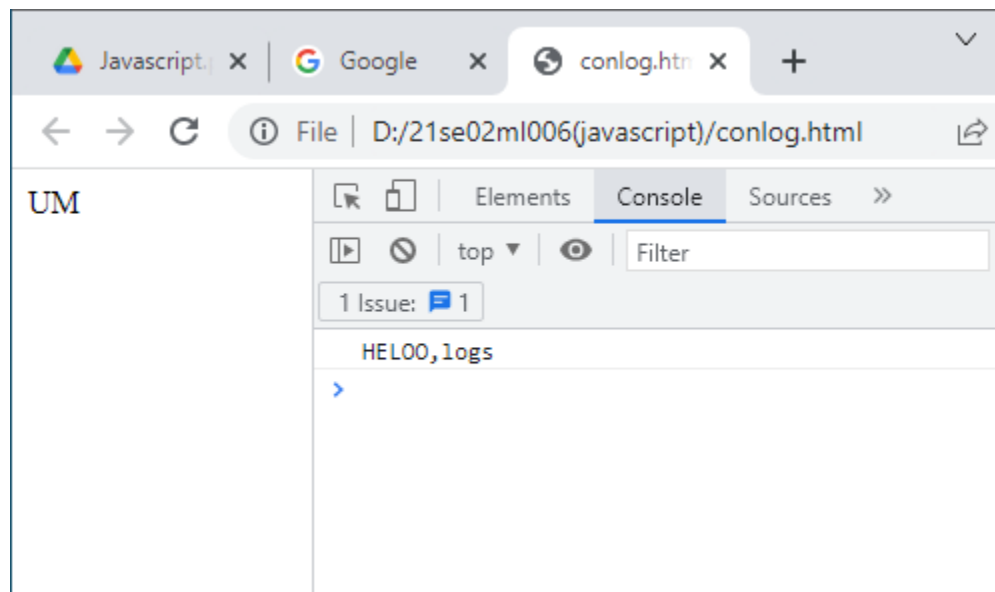 Javascript.p Google conlog.htm
File D:/21se02ml006(javascript)/conlog.html
UM
Elements Console Sources
top Filter
1 Issue: 1
HELOO,logs